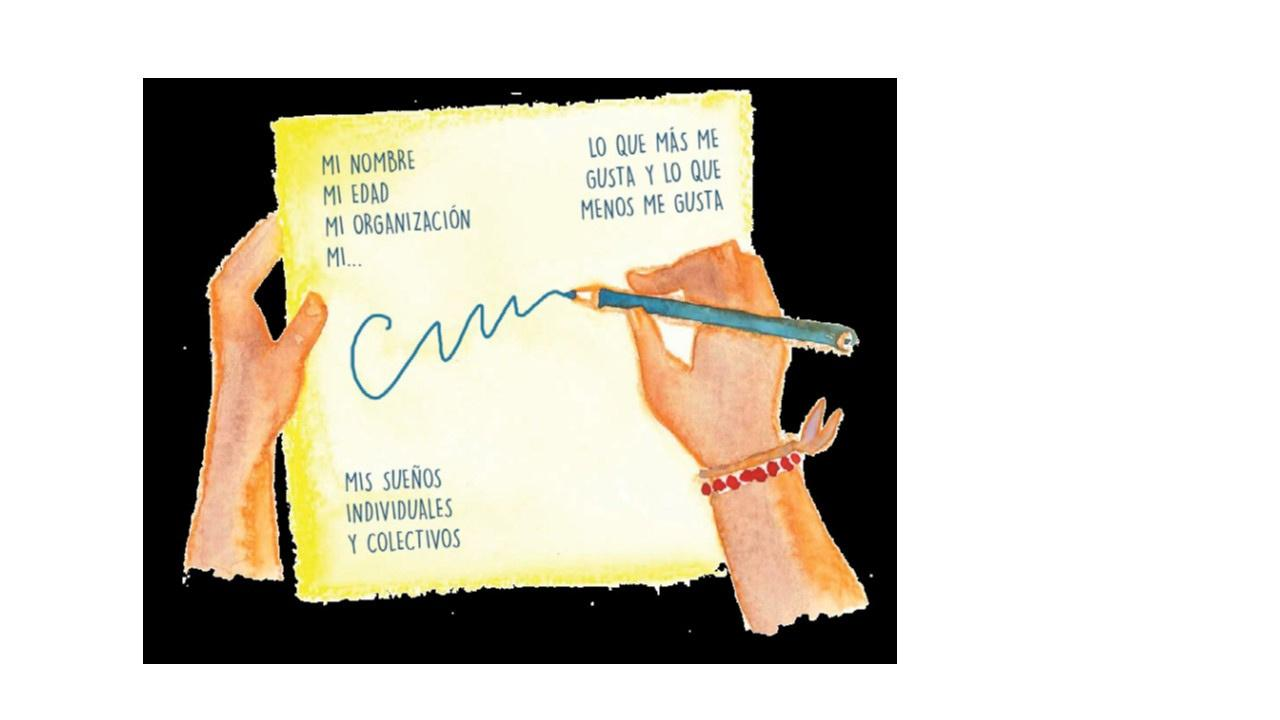 MI NOMBRE
MI EDAD
MI ORGANIZACIÓN
MI...
LO QUE MÁS ME
GUSTA Y LO QUE
MENOS ME GUSTA
MIS SUEÑOS
INDIVIDUALES
Y COLECTIVOS